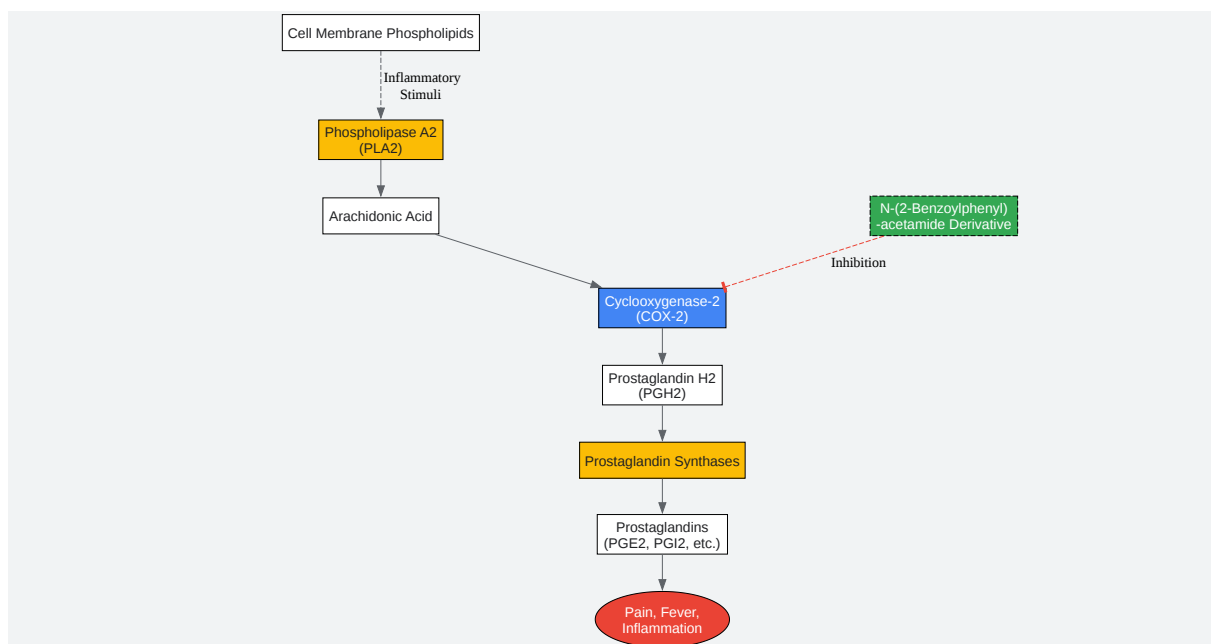 Cell Membrane Phospholipids
Inflammatory
Stimuli
Phospholipase A2
(PLA2)
Arachidonic Acid
N-(2-Benzoylphenyl)
-acetamide Derivative
Inhibition
Cyclooxygenase-2
(COX-2)
Prostaglandin H2
(PGH2)
Prostaglandin Synthases
Prostaglandins
(PGE2, PGI2, etc.)
Pain, Fever,
Inflammation